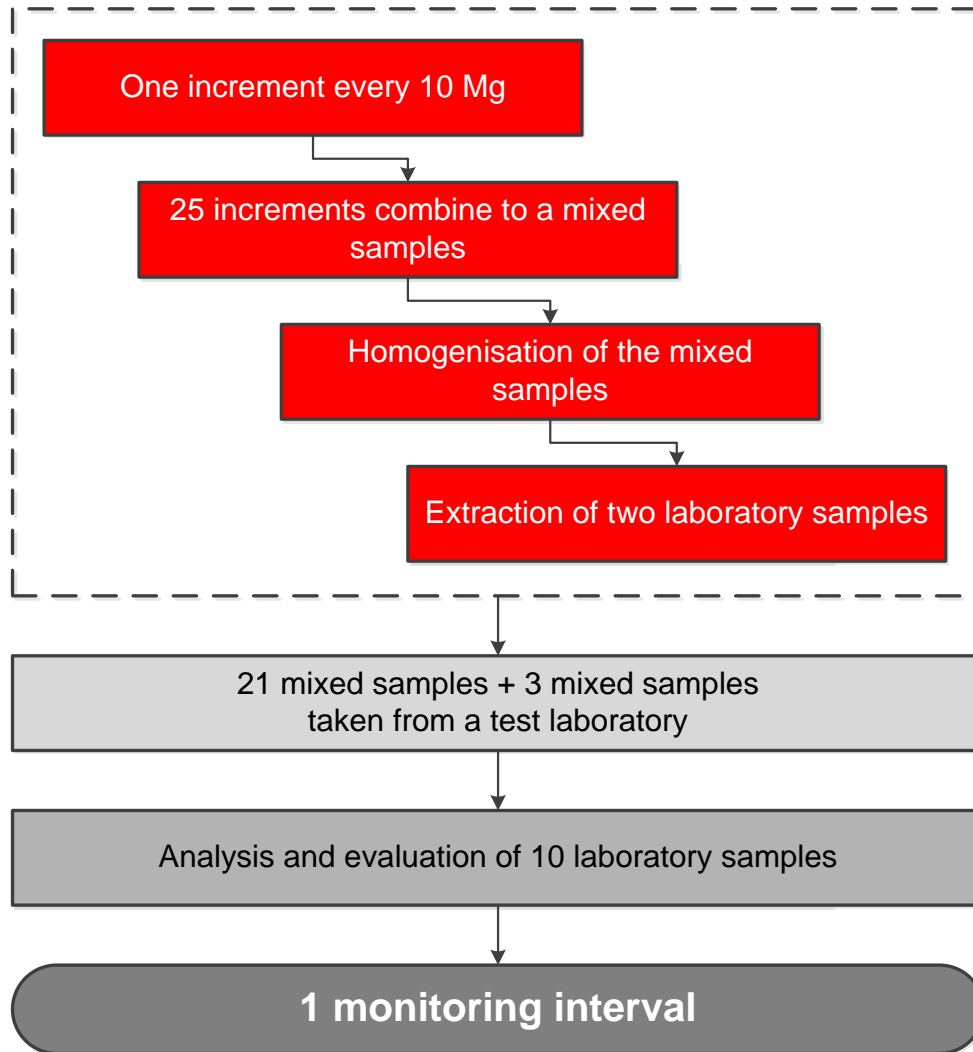 One increment every 10 Mg
25 increments combine to a mixed
samples
Homogenisation of the mixed
samples
Extraction of two laboratory samples
21 mixed samples + 3 mixed samples
taken from a test laboratory
Analysis and evaluation of 10 laboratory samples
1 monitoring interval